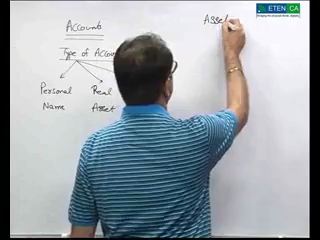 Accounts
Asse
Type of Accou
Personal Real
Name Asset
ETEN CA